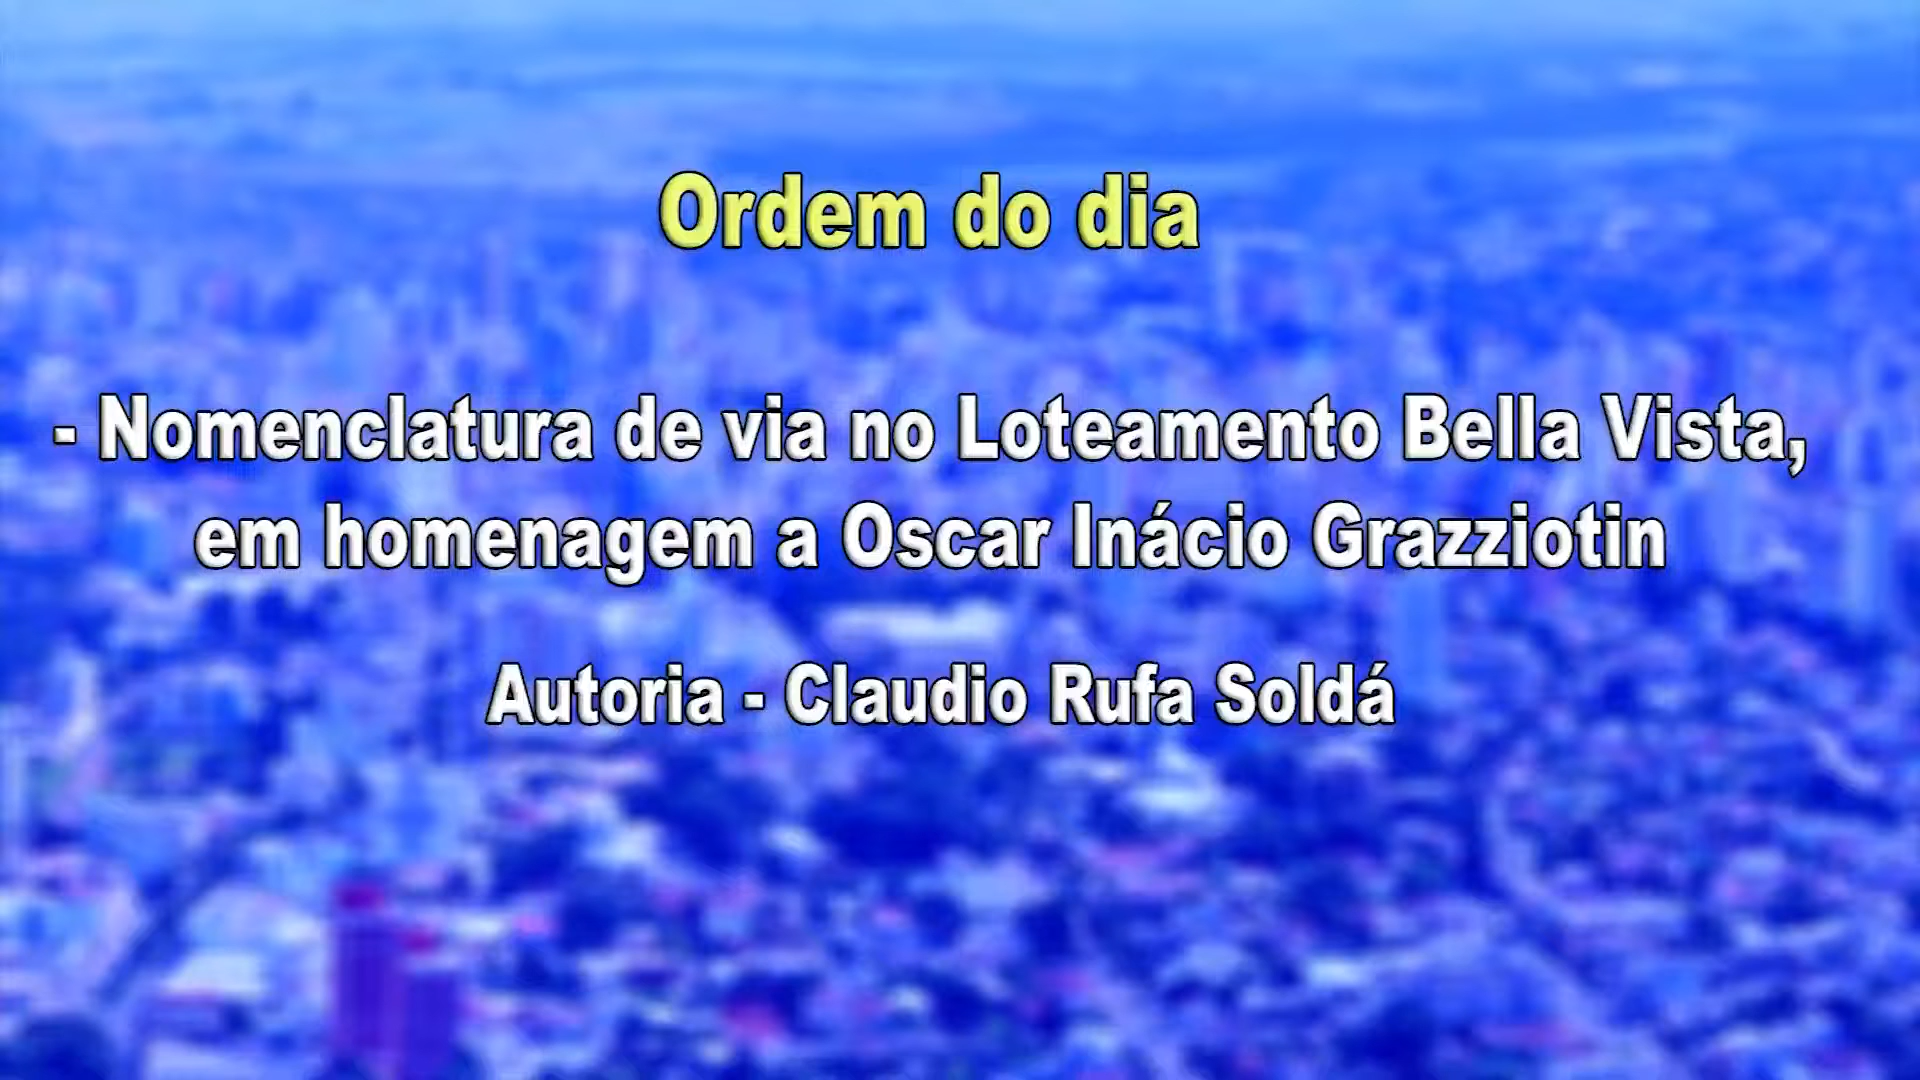 Ordem do dia
- Nomenclatura de via no Loteamento Bella Vista,
em homenagem a Oscar Inácio Grazziotin
Autoria - Claudio Rufa Soldá